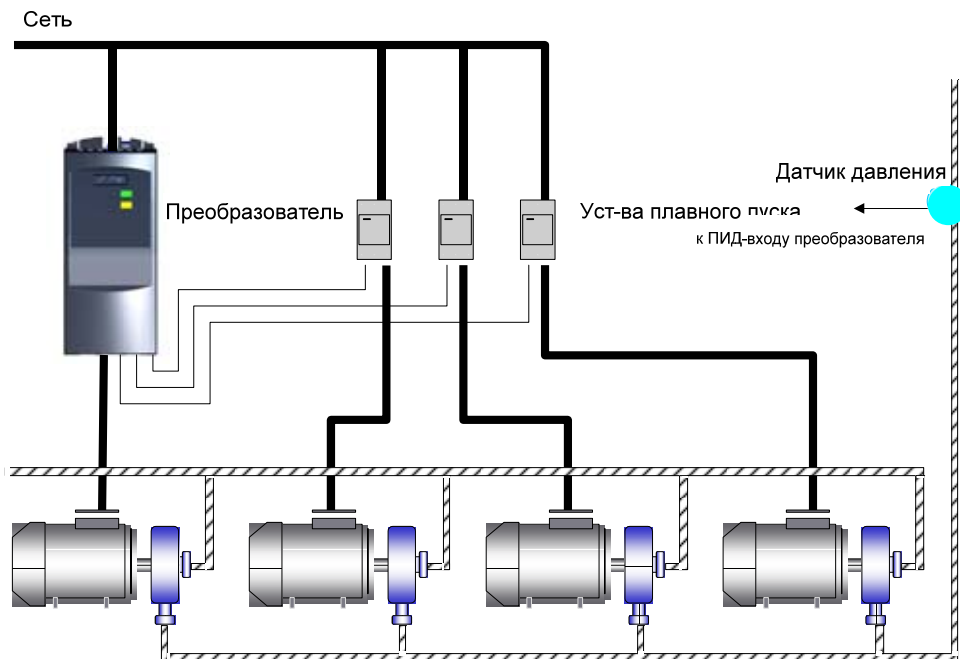 Сеть
Датчик давления
Преобразователь
Уст-ва плавного пуска
к ПИД-входу преобразователя